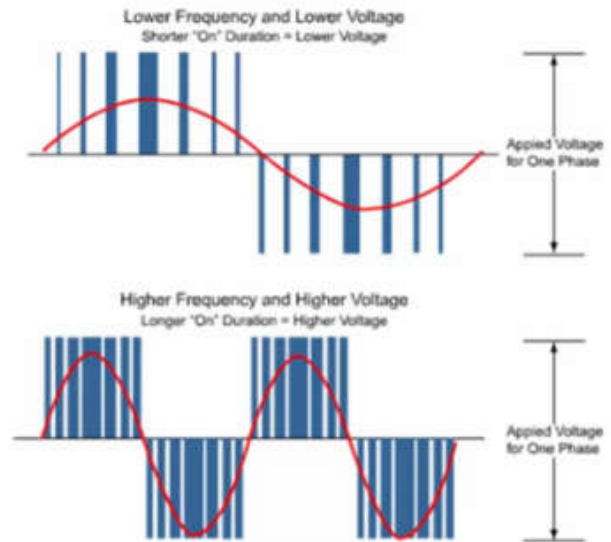 Lower Frequency and Lower Voltage
Shorter "On" Duration = Lower Voltage
Appied Voltage
for One Phase
Higher Frequency and Higher Voltage
Longer "On" Duration = Higher Voltage
Appied Voltage
for One Phase